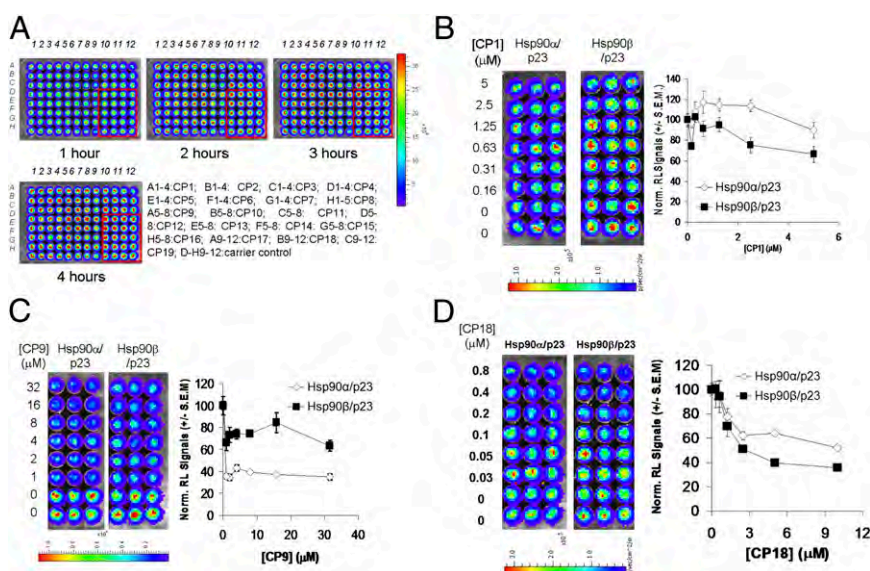 A
1 2 3 4 5 6 7 8 9 10 11 12 1 2 3 4 5 6 7 8 9 10 11 12 1 2 3 4 5 6 7 8 9 10 11 12
A
B
C
D
E
F
G
H
1 hour 2 hours 3 hours
1 2 3 4 5 6 7 8 9 10 11 12
A
B
C
D
E
F
G
H
4 hours
A1-4:CP1; B1-4: CP2; C1-4:CP3; D1-4:CP4;
E1-4:CP5; F1-4:CP6; G1-4:CP7; H1-5:CP8;
A5-8:CP9; B5-8:CP10; C5-8: CP11; D5-
8:CP12; E5-8: CP13; F5-8: CP14: G5-8:CP15;
H5-8:CP16; A9-12:CP17; B9-12:CP18; C9-12:
CP19; D-H9-12:carrier control
B
[CP1]
(µM)
Hsp90α/
p23
Hsp90β
/p23
5
2.5
1.25
0.63
0.31
0.16
0
0
Norm. RL Signals (+/- S.E.M.)
140
120
100
80
60
40
20
0
0 2 4 6
[CP1] (µM)
Hsp90α/p23
Hsp90β/p23
C
[CP9]
(µM)
Hsp90α/
p23
Hsp90β
/p23
32
16
8
4
2
1
0
0
Norm. RL Signals (+/- S.E.M)
120
100
80
60
40
20
0
0 10 20 30 40
[CP9] (µM)
Hsp90α/p23
Hsp90β/p23
D
[CP18]
(µM)
Hsp90α/p23 Hsp90β/p23
0.8
0.4
0.2
0.1
0.05
0.03
0
0
Norm. RL Signals (+/- S.E.M)
120
100
80
60
40
20
0
0 3 6 9 12
[CP18] (µM)
Hsp90α/p23
Hsp90β/p23